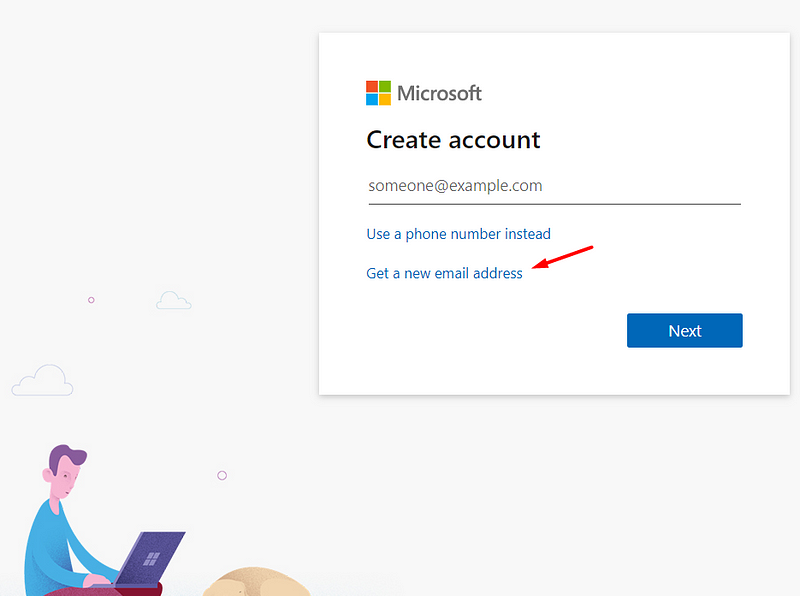 Microsoft
Create account
someone@example.com
Use a phone number instead
Get a new email address
Next